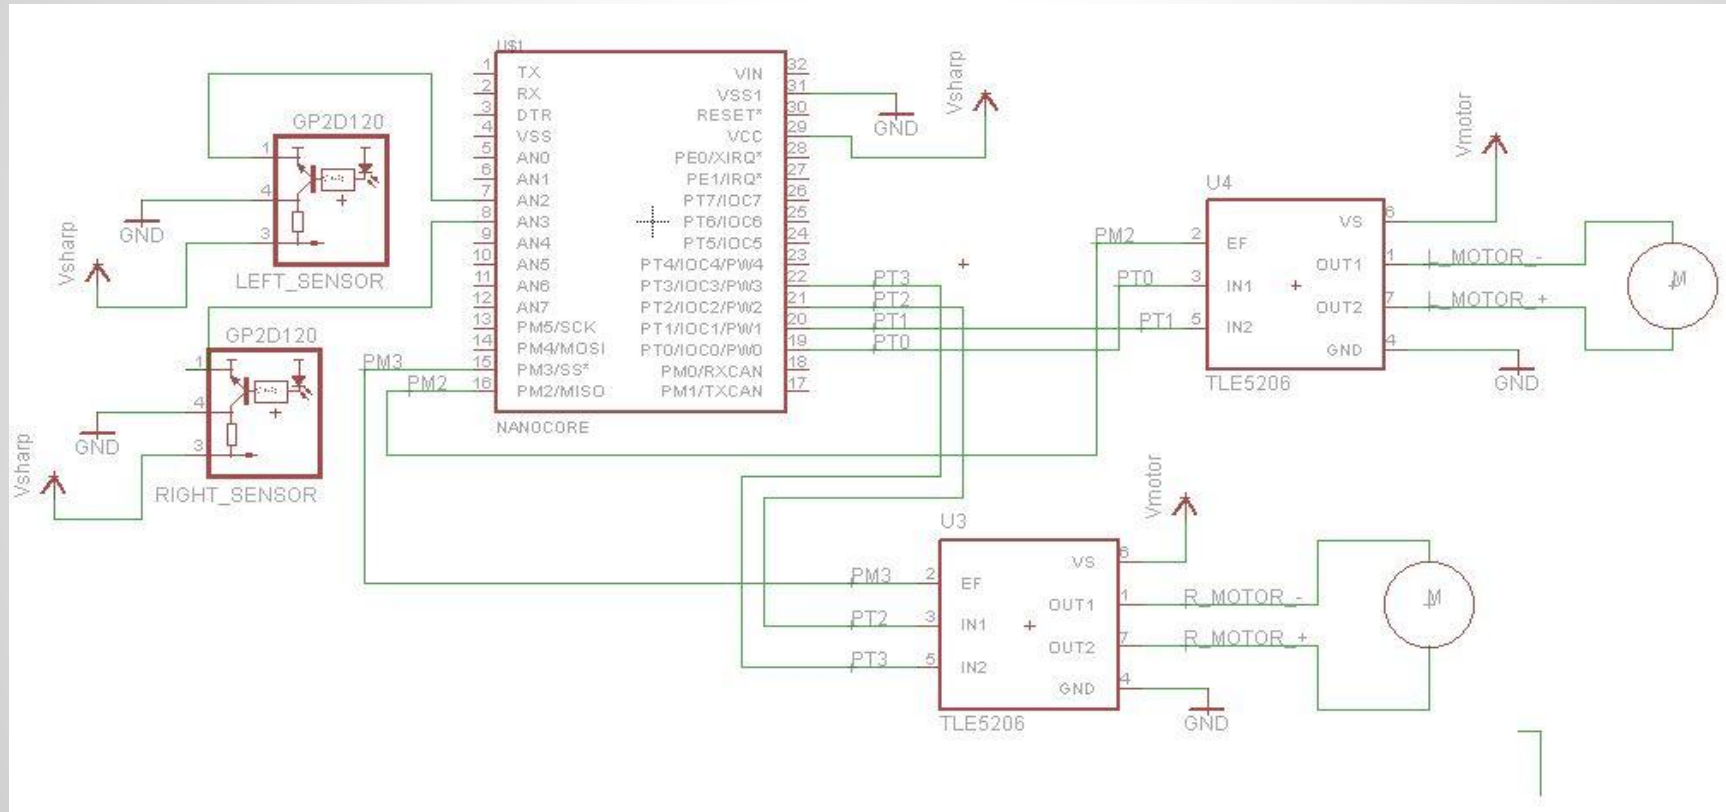 U$1
1 TX VIN 32
2 RX VSS1 31
3 DTR RESET* 30
4 VSS VCC 29
5 AN0 PE0/XIRQ* 28
6 AN1 PE1/IRQ* 27
7 AN2 PT7/IOC7 26
8 AN3 PT6/IOC6 25
9 AN4 PT5/IOC5 24
10 AN5 PT4/IOC4/PW4 23
11 AN6 PT3/IOC3/PW3 22
12 AN7 PT2/IOC2/PW2 21
13 PM5/SCK PT1/IOC1/PW1 20
14 PM4/MOSI PT0/IOC0/PW0 19
15 PM3/SS* PM0/RXCAN 18
16 PM2/MISO PM1/TXCAN 17
NANOCORE
GND
Vsharp
GP2D120
1
4
3
GND
Vsharp
LEFT_SENSOR
GP2D120
1
4
3
GND
Vsharp
RIGHT_SENSOR
PM3
PM2
PT3
PT2
PT1
PT0
Vmotor
U4
PM2 2 EF
PT0 3 IN1
PT1 5 IN2
VS 6
OUT1 1 L_MOTOR_-
OUT2 7 L_MOTOR_+
GND 4
GND
M
TLE5206
Vmotor
U3
PM3 2 EF
PT2 3 IN1
PT3 5 IN2
VS 6
OUT1 1 R_MOTOR_-
OUT2 7 R_MOTOR_+
GND 4
GND
M
TLE5206